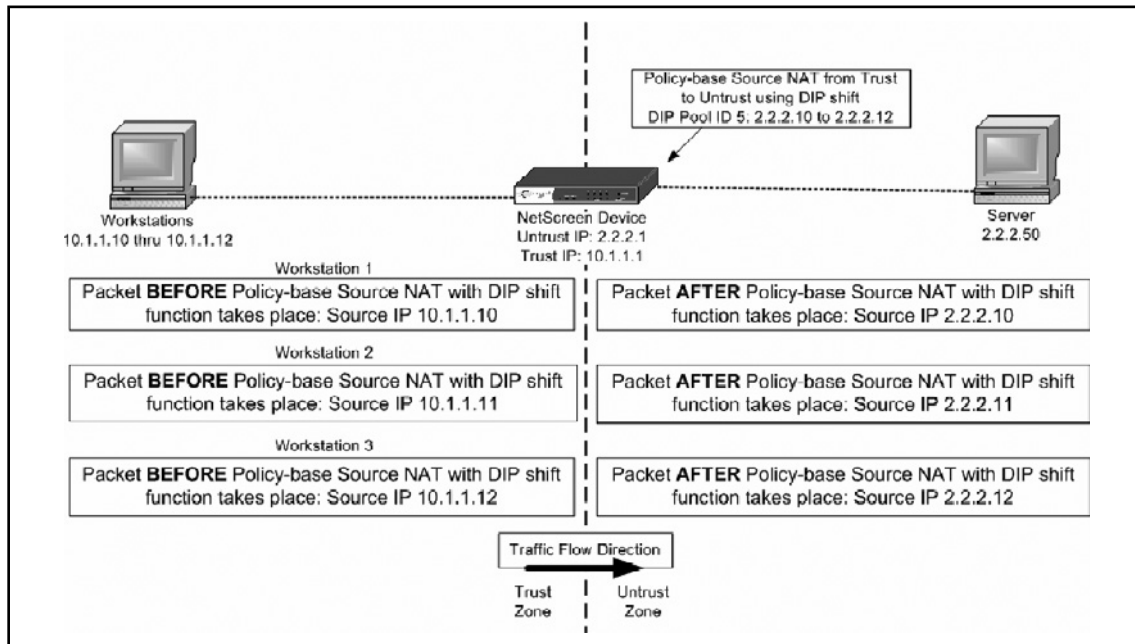 Policy-base Source NAT from Trust
to Untrust using DIP shift
DIP Pool ID 5: 2.2.2.10 to 2.2.2.12
Workstations
10.1.1.10 thru 10.1.1.12
NetScreen Device
Untrust IP: 2.2.2.1
Trust IP: 10.1.1.1
Server
2.2.2.50
Workstation 1
Packet BEFORE Policy-base Source NAT with DIP shift
function takes place: Source IP 10.1.1.10
Packet AFTER Policy-base Source NAT with DIP shift
function takes place: Source IP 2.2.2.10
Workstation 2
Packet BEFORE Policy-base Source NAT with DIP shift
function takes place: Source IP 10.1.1.11
Packet AFTER Policy-base Source NAT with DIP shift
function takes place: Source IP 2.2.2.11
Workstation 3
Packet BEFORE Policy-base Source NAT with DIP shift
function takes place: Source IP 10.1.1.12
Packet AFTER Policy-base Source NAT with DIP shift
function takes place: Source IP 2.2.2.12
Traffic Flow Direction
Trust
Zone
Untrust
Zone